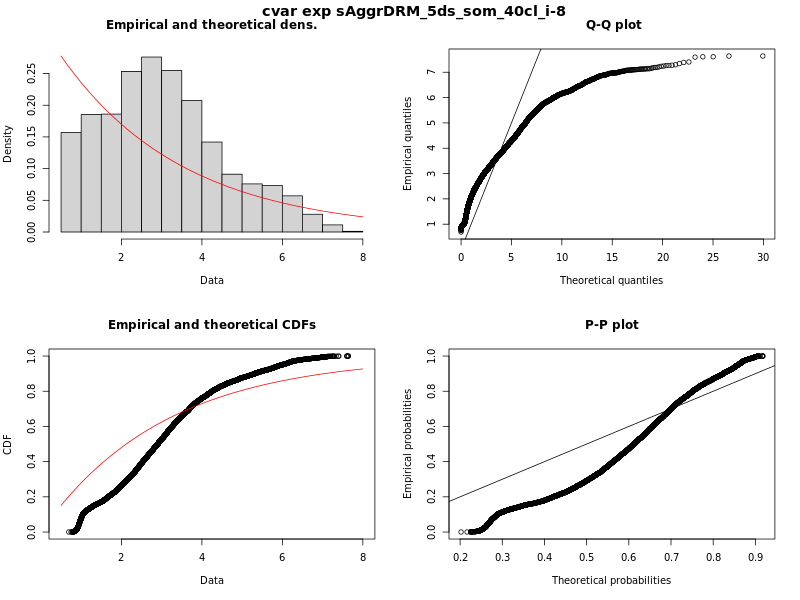 cvar exp sAggrDRM_5ds_som_40cl_i-8
Empirical and theoretical dens.
Density
0.00 0.05 0.10 0.15 0.20 0.25
2 4 6 8
Data
Q-Q plot
Empirical quantiles
1 2 3 4 5 6 7
0 5 10 15 20 25 30
Theoretical quantiles
Empirical and theoretical CDFs
CDF
0.0 0.2 0.4 0.6 0.8 1.0
2 4 6 8
Data
P-P plot
Empirical probabilities
0.0 0.2 0.4 0.6 0.8 1.0
0.2 0.3 0.4 0.5 0.6 0.7 0.8 0.9
Theoretical probabilities